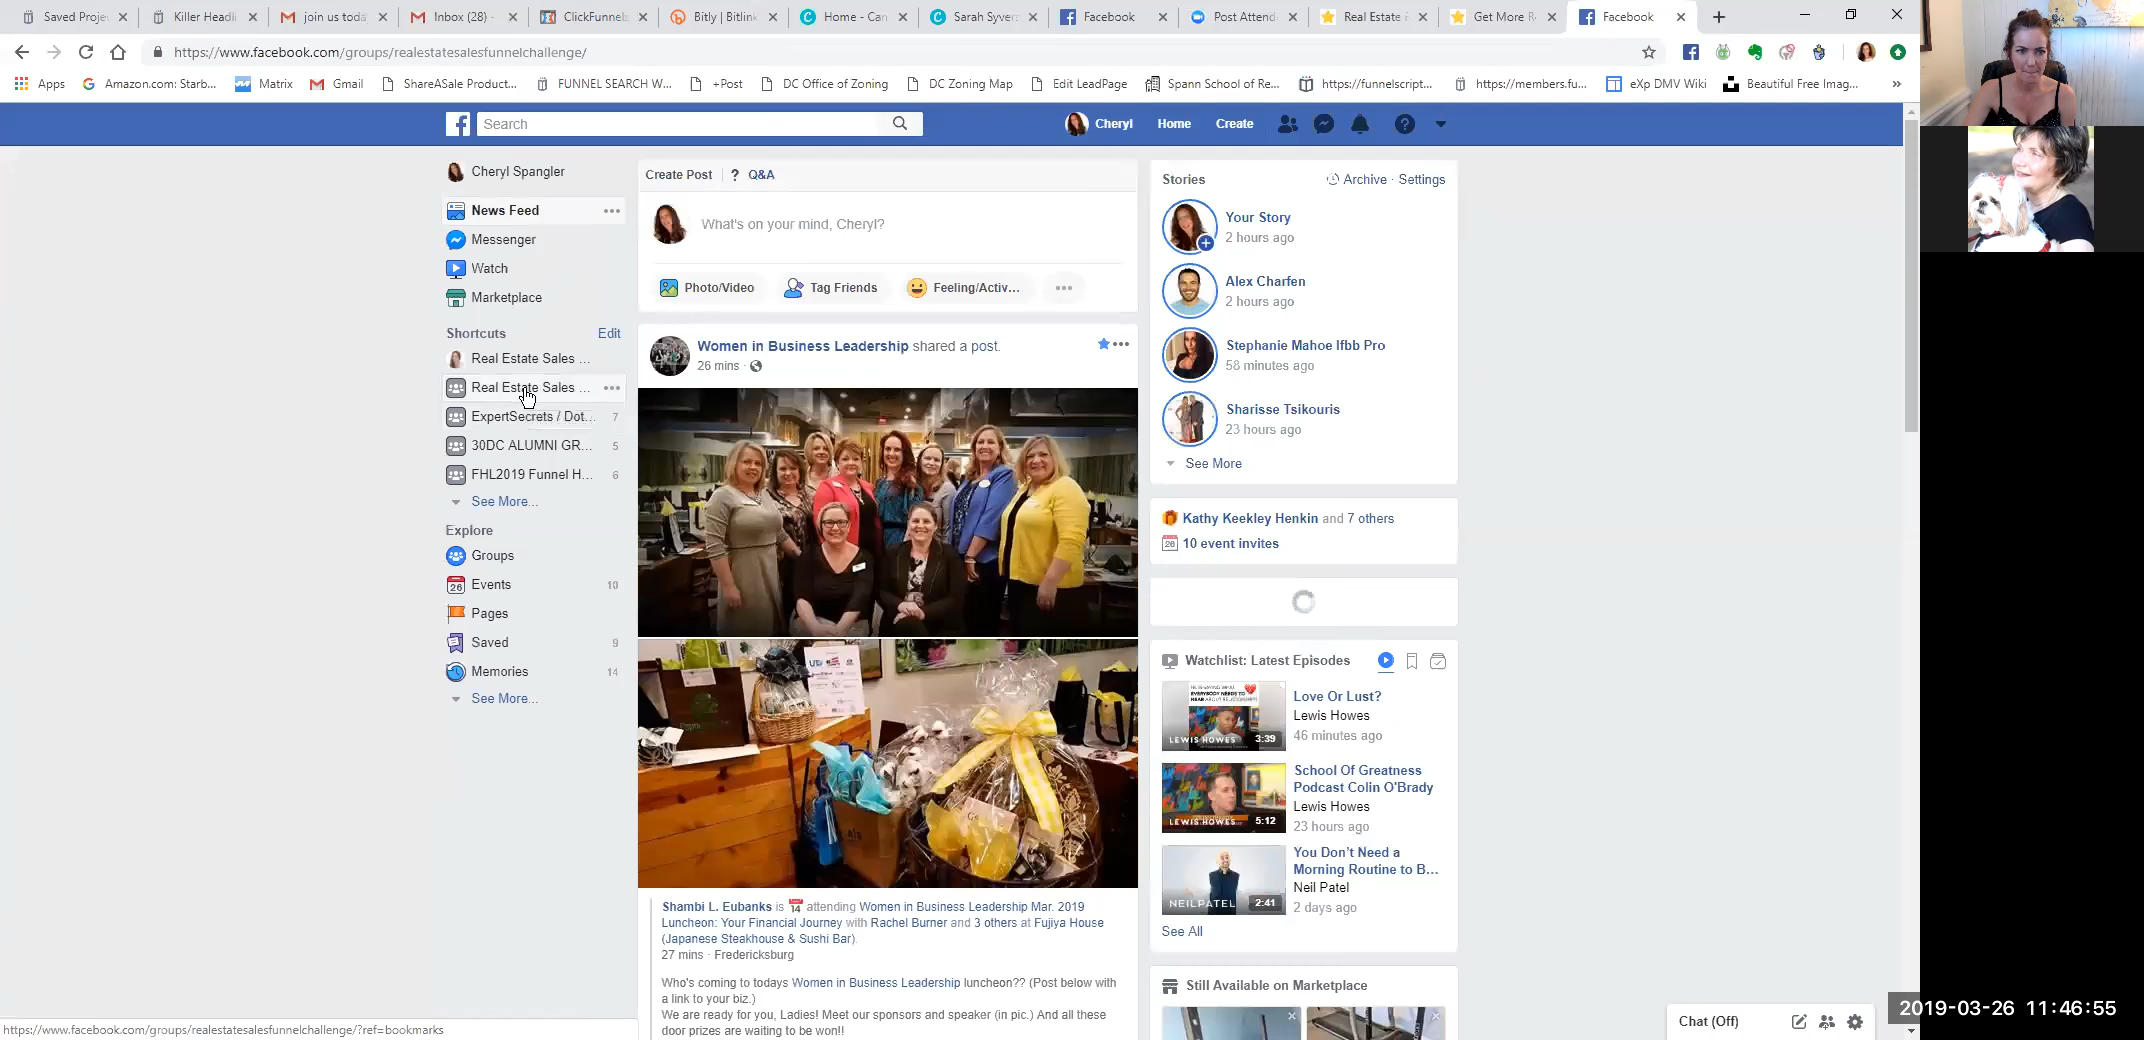 Saved Proje
Killer Headli
join us toda
Inbox (28) -
ClickFunnels
Bitly | Bitlink
Home - Can
Sarah Syvers
Facebook
Post Attend
Real Estate
Get More R
Facebook
https://www.facebook.com/groups/realestatesalesfunnelchallenge/
Apps
Amazon.com: Starb...
Matrix
Gmail
ShareASale Product...
FUNNEL SEARCH W...
+Post
DC Office of Zoning
DC Zoning Map
Edit LeadPage
Spann School of Re...
https://funnelscript...
https://members.fu...
eXp DMV Wiki
Beautiful Free Imag...
Search
Cheryl
Home
Create
Cheryl Spangler
News Feed
Messenger
Watch
Marketplace
Shortcuts
Edit
Real Estate Sales ...
Real Estate Sales ...
ExpertSecrets / Dot... 7
30DC ALUMNI GR... 5
FHL2019 Funnel H... 6
See More...
Explore
Groups
Events 10
Pages
Saved 9
Memories 14
See More...
Create Post
? Q&A
What's on your mind, Cheryl?
Photo/Video
Tag Friends
Feeling/Activ...
Women in Business Leadership shared a post.
26 mins ·
Shambi L. Eubanks is attending Women in Business Leadership Mar. 2019
Luncheon: Your Financial Journey with Rachel Burner and 3 others at Fujiya House
(Japanese Steakhouse & Sushi Bar).
27 mins · Fredericksburg
Who's coming to todays Women in Business Leadership luncheon?? (Post below with
a link to your biz.)
We are ready for you, Ladies! Meet our sponsors and speaker (in pic.) And all these
door prizes are waiting to be won!!
Stories
Archive · Settings
Your Story
2 hours ago
Alex Charfen
2 hours ago
Stephanie Mahoe Ifbb Pro
58 minutes ago
Sharisse Tsikouris
23 hours ago
See More
Kathy Keekley Henkin and 7 others
10 event invites
Watchlist: Latest Episodes
EVERYBODY NEEDS TO
LEWIS HOWES
3:39
Love Or Lust?
Lewis Howes
46 minutes ago
LEWIS HOWES
5:12
School Of Greatness
Podcast Colin O'Brady
Lewis Howes
23 hours ago
NEILPATEL
2:41
You Don't Need a
Morning Routine to B...
Neil Patel
2 days ago
See All
Still Available on Marketplace
Chat (Off)
2019-03-26 11:46:55
https://www.facebook.com/groups/realestatesalesfunnelchallenge/?ref=bookmarks